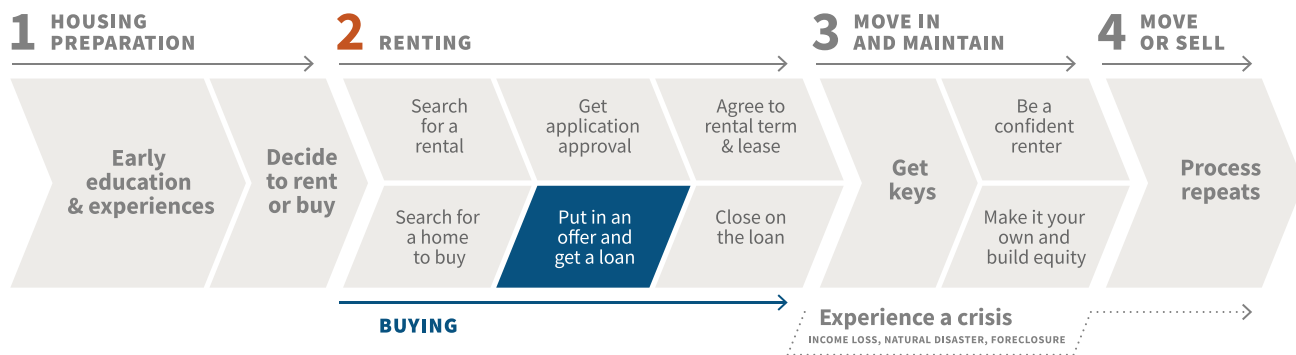 1 HOUSING
PREPARATION
2 RENTING
3 MOVE IN
AND MAINTAIN
4 MOVE
OR SELL
Early
education
& experiences
Decide
to rent
or buy
Search
for a
rental
Get
application
approval
Agree to
rental term
& lease
Search for
a home
to buy
Put in an
offer and
get a loan
Close on
the loan
Get
keys
Be a
confident
renter
Make it your
own and
build equity
Process
repeats
BUYING
Experience a crisis
INCOME LOSS, NATURAL DISASTER, FORECLOSURE